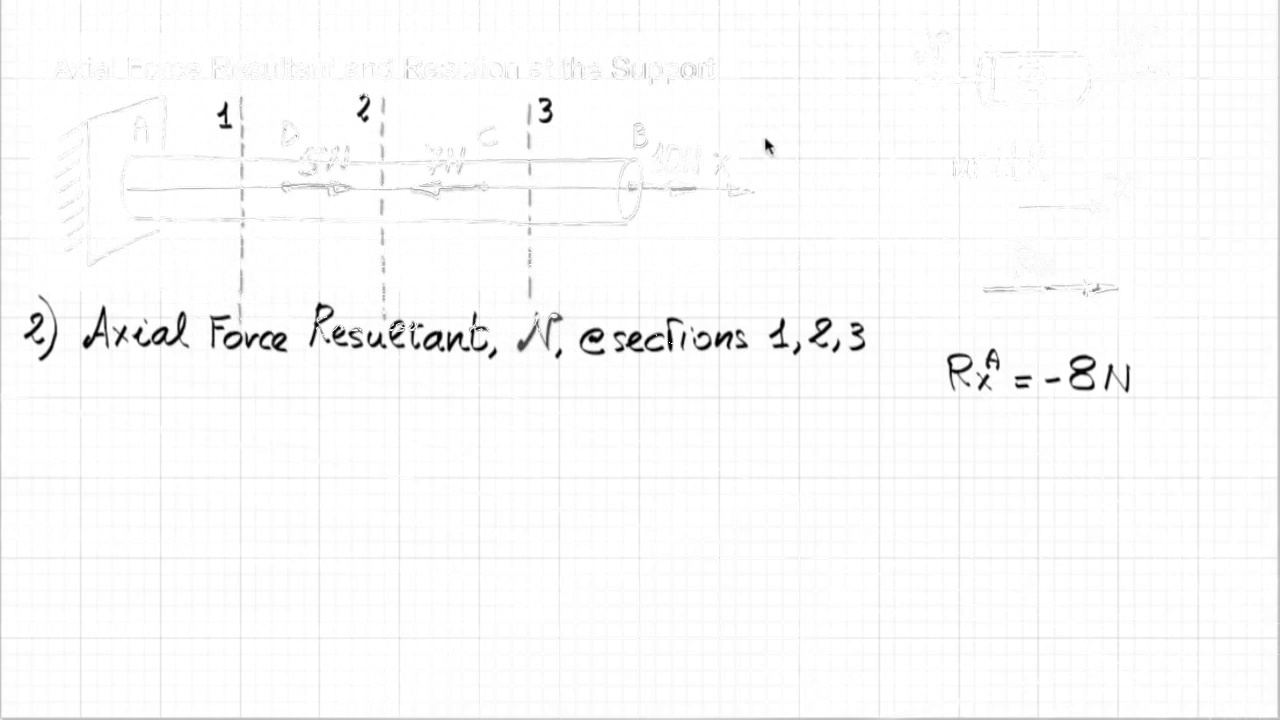 Axial Force Resultant and Reaction at the Support
1 2 3
A D C B
5N 7N 10N x
2) Axial Force Resultant, N, @ sections 1, 2, 3
RxA = -8N